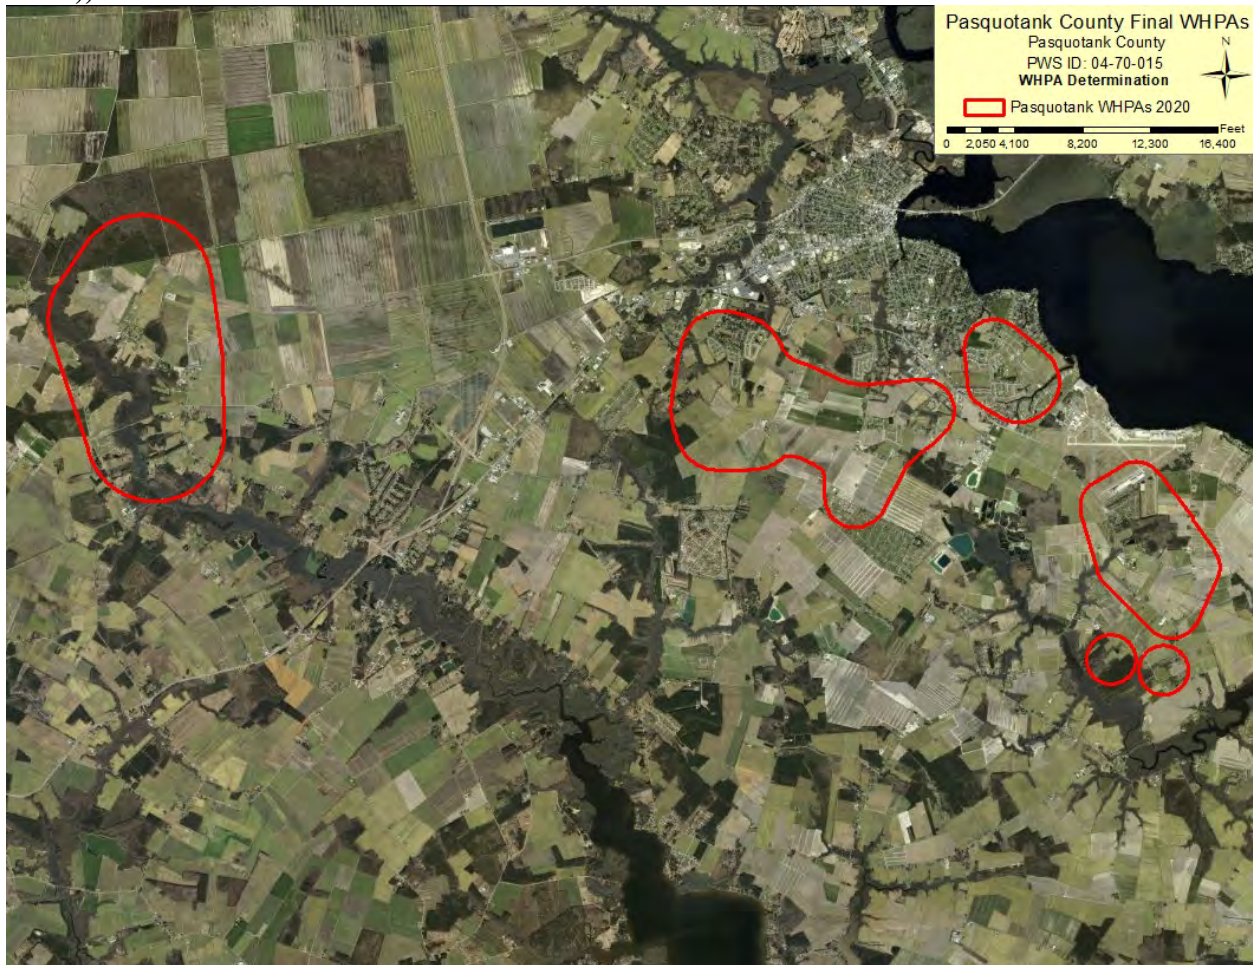 Pasquotank County Final WHPAs
Pasquotank County
PWS ID: 04-70-015
WHPA Determination
N
Pasquotank WHPAs 2020
Feet
0 2,050 4,100 8,200 12,300 16,400